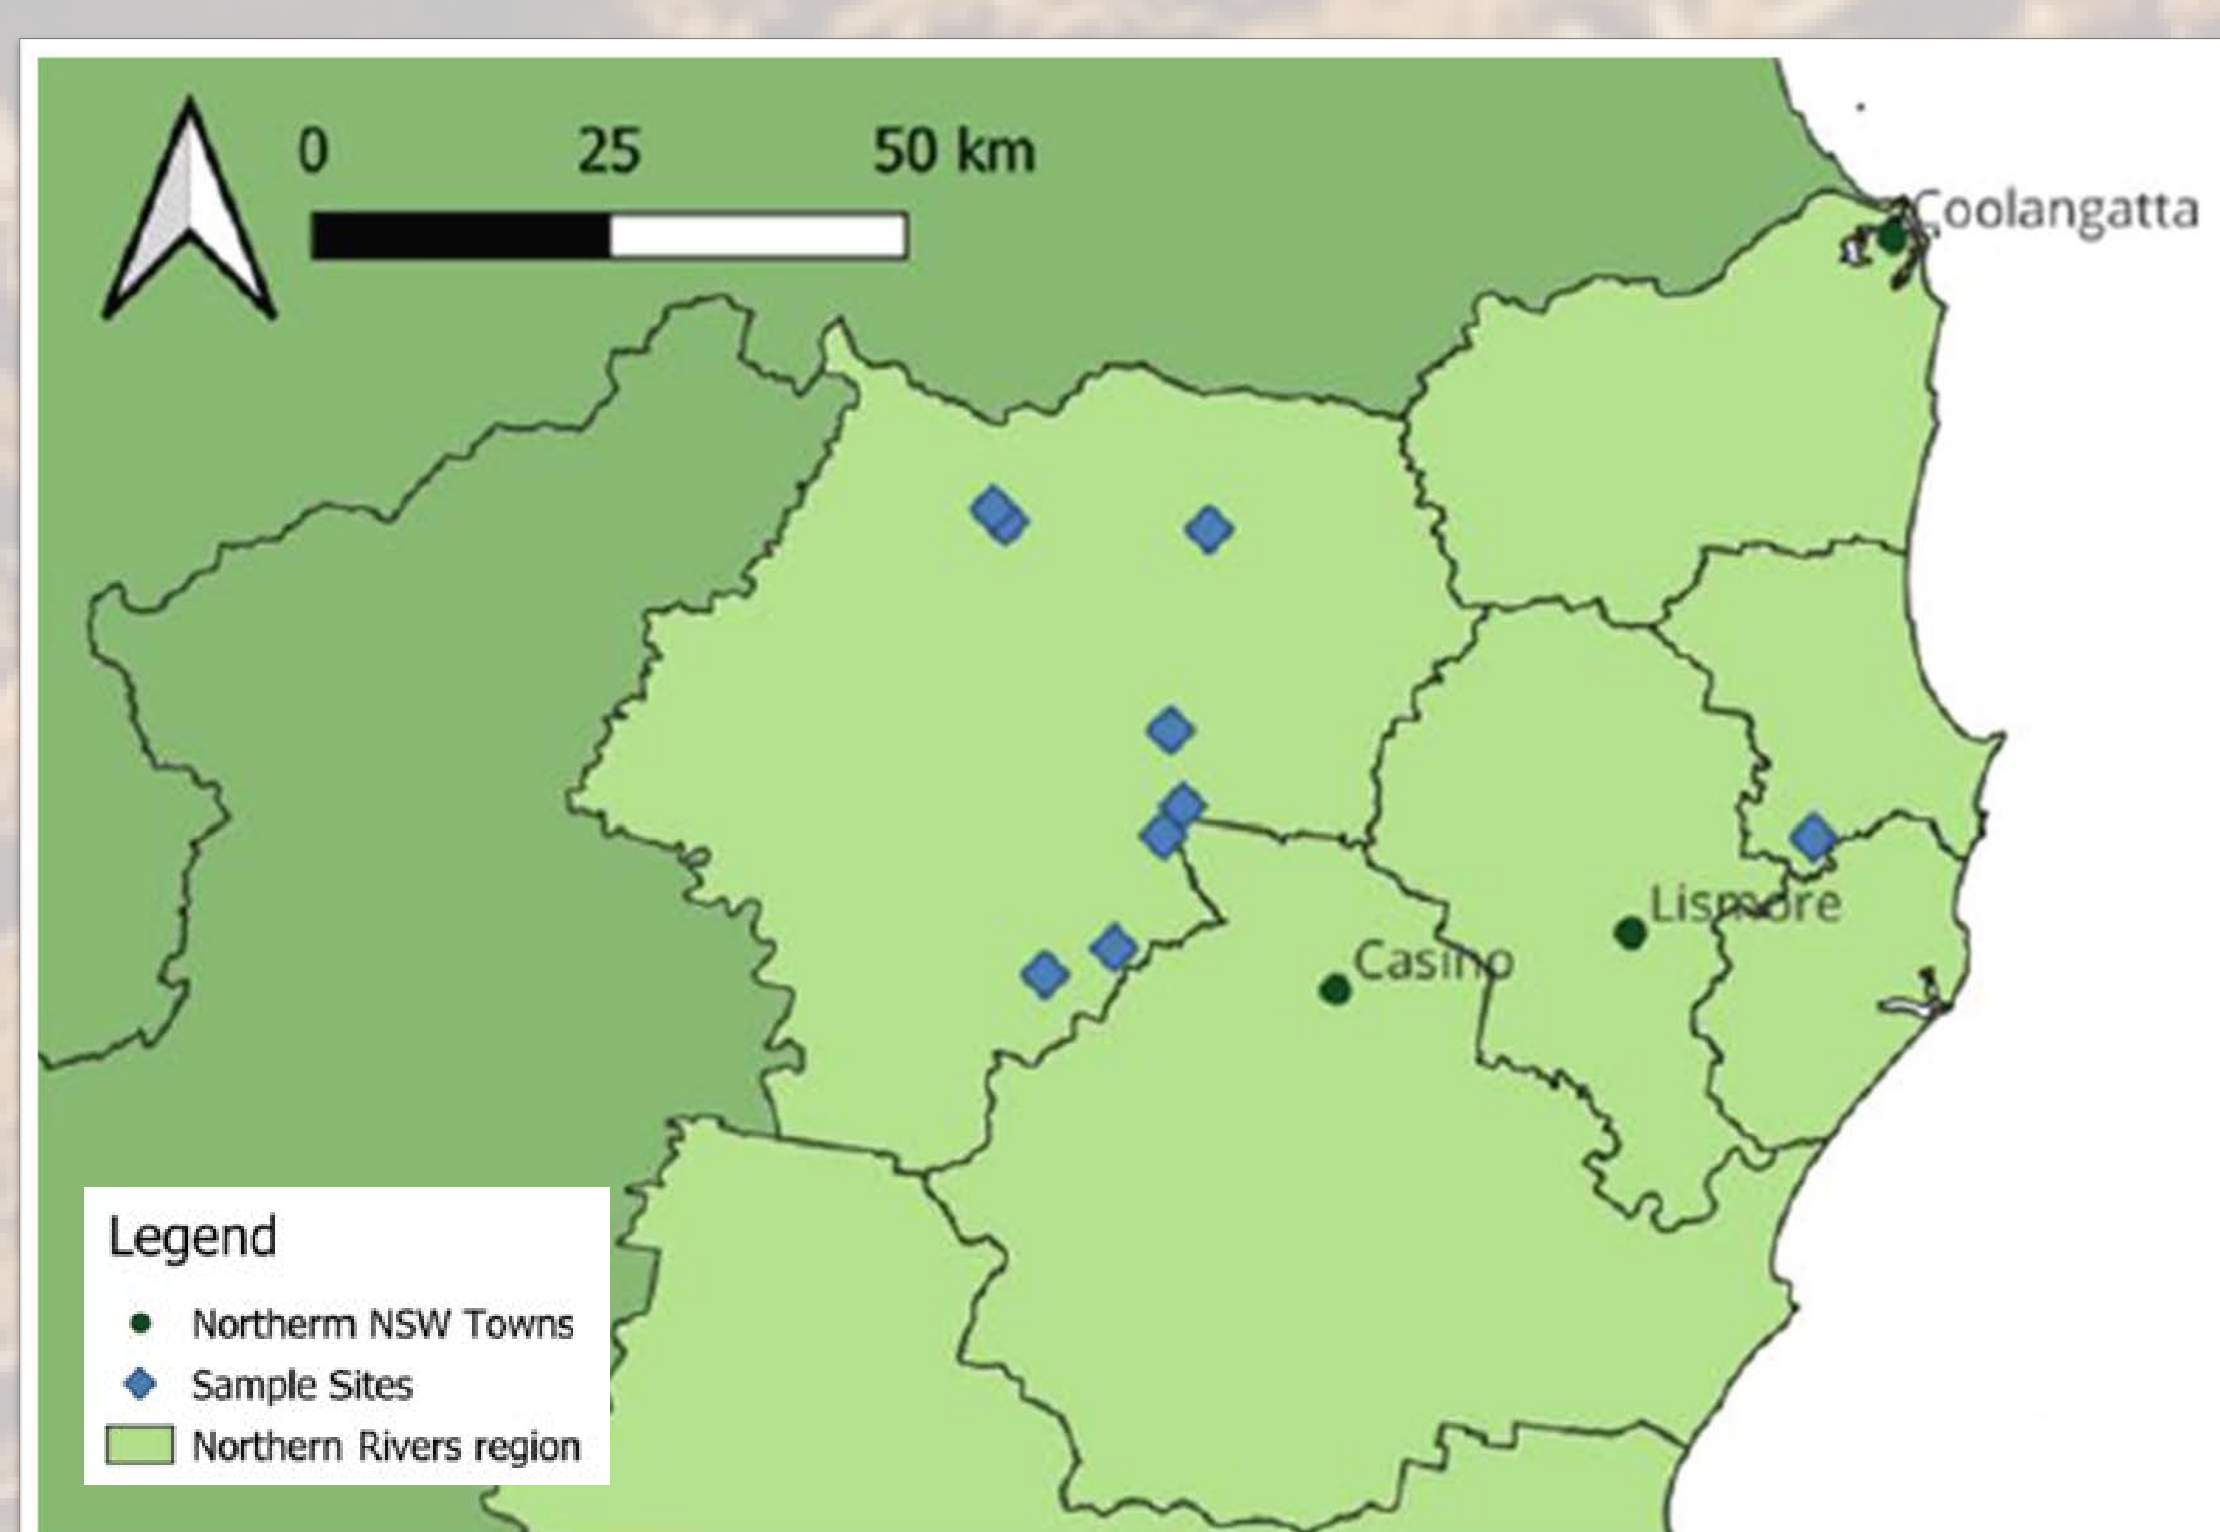 0 25 50 km
Coolangatta
Lismore
Casino
Legend
Northerm NSW Towns
Sample Sites
Northern Rivers region